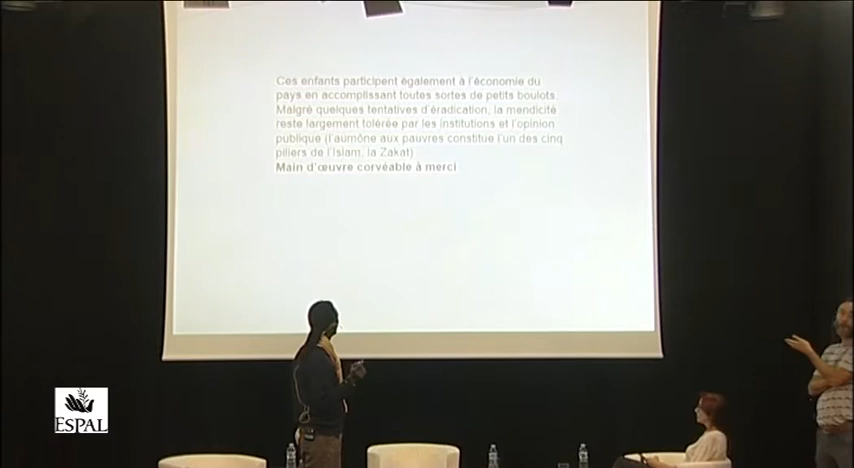 Ces enfants participent également à l'économie du
pays en accomplissant toutes sortes de petits boulots.
Malgré quelques tentatives d'éradication, la mendicité
reste largement tolérée par les institutions et l'opinion
publique (l'aumône aux pauvres constitue l'un des cinq
piliers de l'Islam, la Zakat)
Main d'œuvre corvéable à merci
ESPAL